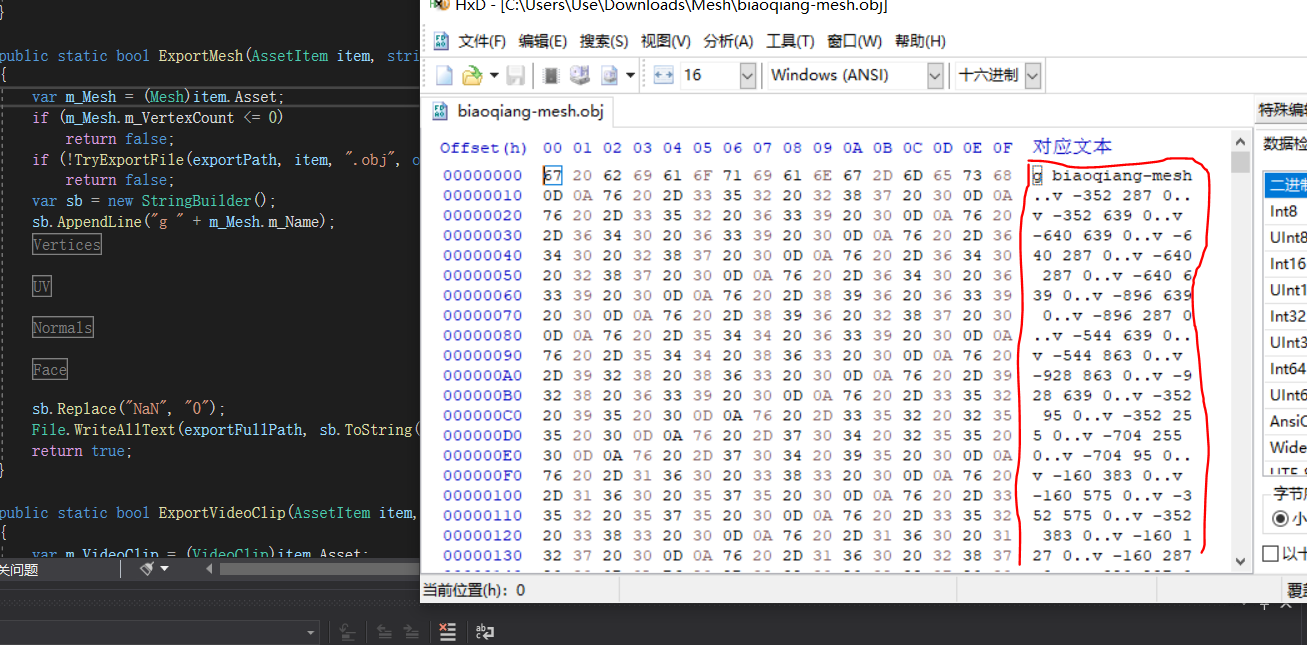 }
public static bool ExportMesh(AssetItem item, stri
{
var m_Mesh = (Mesh)item.Asset;
if (m_Mesh.m_VertexCount <= 0)
return false;
if (!TryExportFile(exportPath, item, ".obj", o
return false;
var sb = new StringBuilder();
sb.AppendLine("g " + m_Mesh.m_Name);
Vertices
UV
Normals
Face
sb.Replace("NaN", "0");
File.WriteAllText(exportFullPath, sb.ToString(
return true;
}
public static bool ExportVideoClip(AssetItem item,
{
var m_VideoClip = (VideoClip)item.Asset;
关问题
HxD - [C:\Users\Use\Downloads\Mesh\biaoqiang-mesh.obj]
文件(F) 编辑(E) 搜索(S) 视图(V) 分析(A) 工具(T) 窗口(W) 帮助(H)
16 Windows (ANSI) 十六进制
biaoqiang-mesh.obj
Offset(h) 00 01 02 03 04 05 06 07 08 09 0A 0B 0C 0D 0E 0F 对应文本
00000000 67 20 62 69 61 6F 71 69 61 6E 67 2D 6D 65 73 68 g biaoqiang-mesh
00000010 0D 0A 76 20 2D 33 35 32 20 32 38 37 20 30 0D 0A ..v -352 287 0..
00000020 76 20 2D 33 35 32 20 36 33 39 20 30 0D 0A 76 20 v -352 639 0..v
00000030 2D 36 34 30 20 36 33 39 20 30 0D 0A 76 20 2D 36 -640 639 0..v -6
00000040 34 30 20 32 38 37 20 30 0D 0A 76 20 2D 36 34 30 40 287 0..v -640
00000050 20 32 38 37 20 30 0D 0A 76 20 2D 36 34 30 20 36 287 0..v -640 6
00000060 33 39 20 30 0D 0A 76 20 2D 38 39 36 20 36 33 39 39 0..v -896 639
00000070 20 30 0D 0A 76 20 2D 38 39 36 20 32 38 37 20 30 0..v -896 287 0
00000080 0D 0A 76 20 2D 35 34 34 20 36 33 39 20 30 0D 0A ..v -544 639 0..
00000090 76 20 2D 35 34 34 20 38 36 33 20 30 0D 0A 76 20 v -544 863 0..v
000000A0 2D 39 32 38 20 38 36 33 20 30 0D 0A 76 20 2D 39 -928 863 0..v -9
000000B0 32 38 20 36 33 39 20 30 0D 0A 76 20 2D 33 35 32 28 639 0..v -352
000000C0 20 39 35 20 30 0D 0A 76 20 2D 33 35 32 20 32 35 95 0..v -352 25
000000D0 35 20 30 0D 0A 76 20 2D 37 30 34 20 32 35 35 20 5 0..v -704 255
000000E0 30 0D 0A 76 20 2D 37 30 34 20 39 35 20 30 0D 0A 0..v -704 95 0..
000000F0 76 20 2D 31 36 30 20 33 38 33 20 30 0D 0A 76 20 v -160 383 0..v
00000100 2D 31 36 30 20 35 37 35 20 30 0D 0A 76 20 2D 33 -160 575 0..v -3
00000110 35 32 20 35 37 35 20 30 0D 0A 76 20 2D 33 35 32 52 575 0..v -352
00000120 20 33 38 33 20 30 0D 0A 76 20 2D 31 36 30 20 31 383 0..v -160 1
00000130 32 37 20 30 0D 0A 76 20 2D 31 36 30 20 32 38 37 27 0..v -160 287
当前位置(h): 0
特殊编辑
数据检
二进制
Int8
UInt8
Int16
UInt1
Int32
UInt3
Int64
UInt6
AnsiC
Wide
字节
小
以十
覆盖